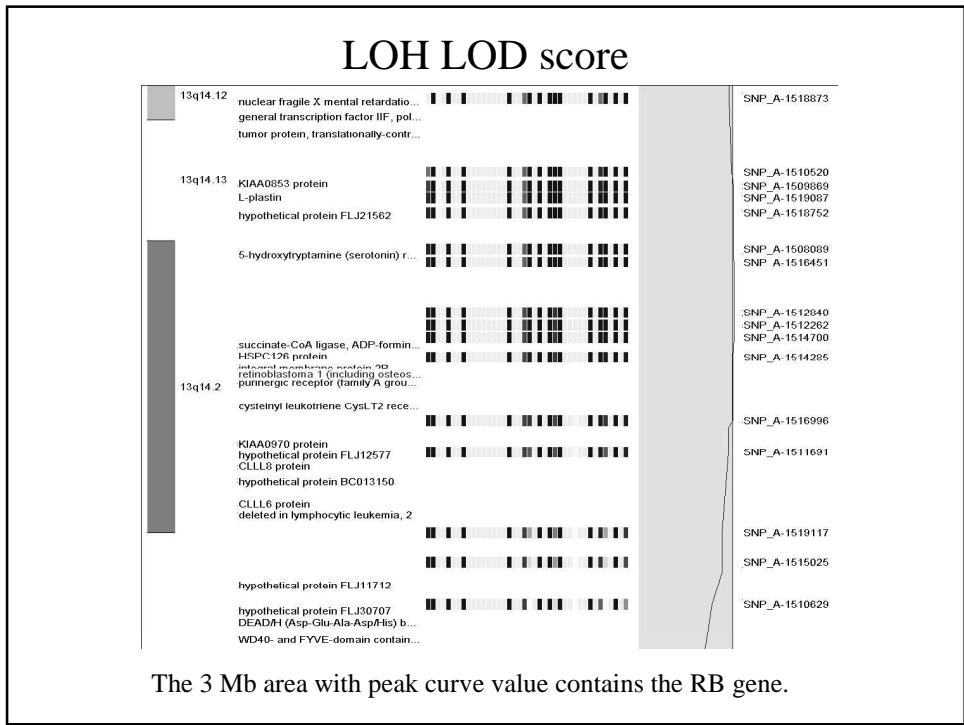 LOH LOD score
13q14.12
nuclear fragile X mental retardatio...
general transcription factor IIF, pol...
tumor protein, translationally-contr...
SNP_A-1518873
13q14.13
KIAA0853 protein
L-plastin
hypothetical protein FLJ21562
SNP_A-1510520
SNP_A-1509869
SNP_A-1519087
SNP_A-1518752
5-hydroxytryptamine (serotonin) r...
SNP_A-1508089
SNP_A-1516451
SNP_A-1512840
SNP_A-1512262
SNP_A-1514700
SNP_A-1514285
succinate-CoA ligase, ADP-formin...
HSPC126 protein
integral membrane protein 2B
retinoblastoma 1 (including osteos...
purinergic receptor (family A grou...
13q14.2
cysteinyl leukotriene CysLT2 rece...
SNP_A-1516996
KIAA0970 protein
hypothetical protein FLJ12577
CLLL8 protein
SNP_A-1511691
hypothetical protein BC013150
CLLL6 protein
deleted in lymphocytic leukemia, 2
SNP_A-1519117
SNP_A-1515025
hypothetical protein FLJ11712
hypothetical protein FLJ30707
DEAD/H (Asp-Glu-Ala-Asp/His) b...
WD40- and FYVE-domain contain...
SNP_A-1510629
The 3 Mb area with peak curve value contains the RB gene.